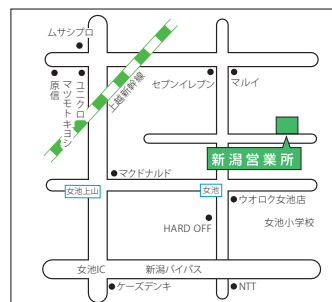 ムサシプロ
原信
ユニクロ
マツモトキヨシ
上越新幹線
セブンイレブン
マルイ
新潟営業所
マクドナルド
女池上山
女池
ウオロク女池店
女池小学校
HARD OFF
女池IC
新潟バイパス
ケーズデンキ
NTT